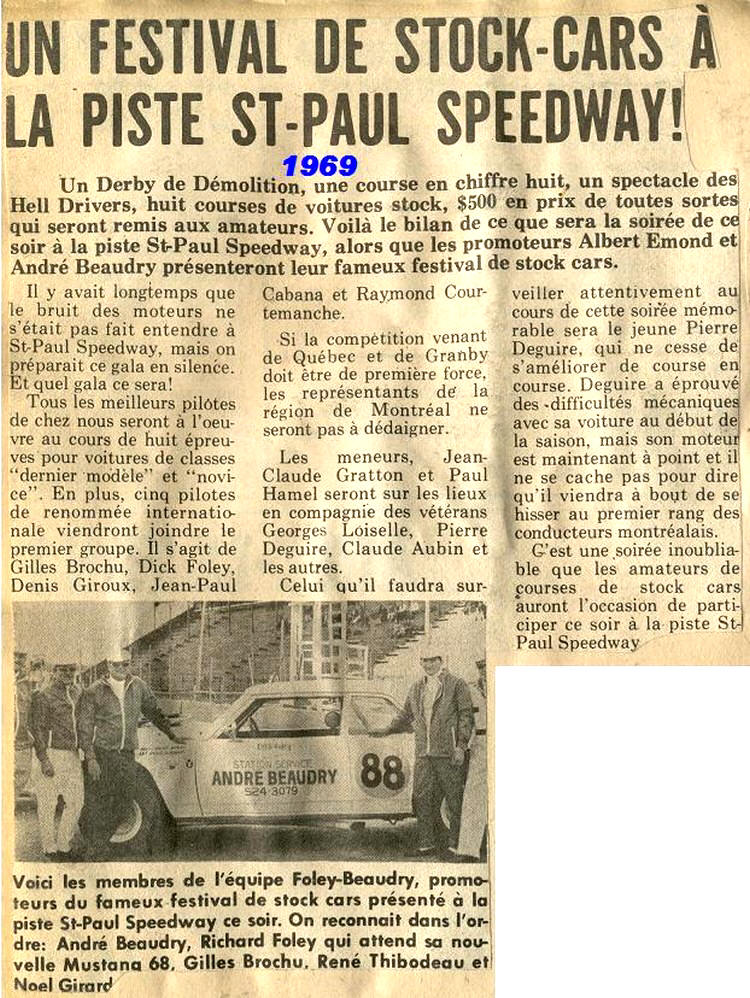 UN FESTIVAL DE STOCK-CARS À
LA PISTE ST-PAUL SPEEDWAY!
1969
Un Derby de Démolition, une course en chiffre huit, un spectacle des
Hell Drivers, huit courses de voitures stock, $500 en prix de toutes sortes
qui seront remis aux amateurs. Voilà le bilan de ce que sera la soirée de ce
soir à la piste St-Paul Speedway, alors que les promoteurs Albert Emond et
André Beaudry présenteront leur fameux festival de stock cars.
Il y avait longtemps que
le bruit des moteurs ne
s'était pas fait entendre à
St-Paul Speedway, mais on
préparait ce gala en silence.
Et quel gala ce sera!
Tous les meilleurs pilotes
de chez nous seront à l'oeu-
vre au cours de huit épreu-
ves pour voitures de classes
"dernier modèle" et "novi-
ce". En plus, cinq pilotes
de renommée internatio-
nale viendront joindre le
premier groupe. Il s'agit de
Gilles Brochu, Dick Foley,
Denis Giroux, Jean-Paul
Cabana et Raymond Cour-
temanche.
Si la compétition venant
de Québec et de Granby
doit être de première force,
les représentants de la
région de Montréal ne
seront pas à dédaigner.
Les meneurs, Jean-
Claude Gratton et Paul
Hamel seront sur les lieux
en compagnie des vétérans
Georges Loiselle, Pierre
Deguire, Claude Aubin et
les autres.
Celui qu'il faudra sur-
veiller attentivement au
cours de cette soirée mémo-
rable sera le jeune Pierre
Deguire, qui ne cesse de
s'améliorer de course en
course. Deguire a éprouvé
des difficultés mécaniques
avec sa voiture au début de
la saison, mais son moteur
est maintenant à point et il
ne se cache pas pour dire
qu'il viendra à bout de se
hisser au premier rang des
conducteurs montréalais.
C'est une soirée inoublia-
ble que les amateurs de
courses de stock cars
auront l'occasion de parti-
ciper ce soir à la piste St-
Paul Speedway
STATION SERVICE
ANDRÉ BEAUDRY
524-3079
88
Voici les membres de l'équipe Foley-Beaudry, promo-
teurs du fameux festival de stock cars présenté à la
piste St-Paul Speedway ce soir. On reconnait dans l'or-
dre: André Beaudry, Richard Foley qui attend sa nou-
velle Mustang 68, Gilles Brochu, René Thibodeau et
Noel Girard